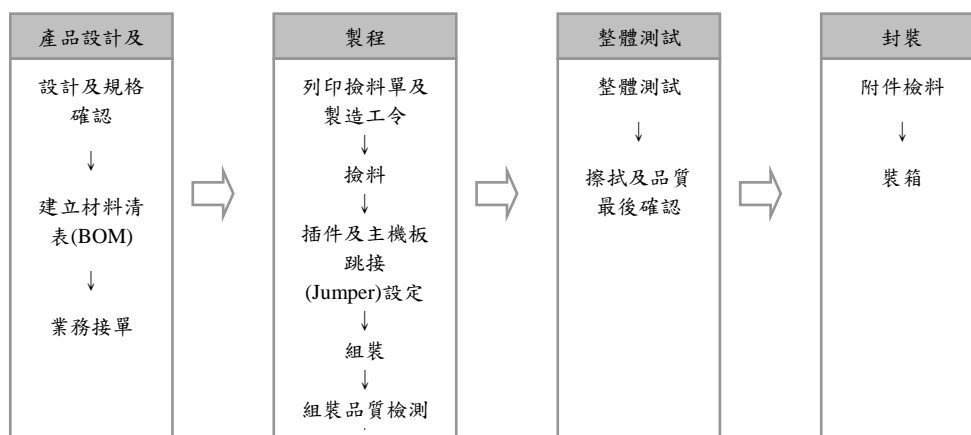 產品設計及
設計及規格
確認
↓
建立材料清
表(BOM)
↓
業務接單
製程
列印撿料單及
製造工令
↓
撿料
↓
插件及主機板
跳接
(Jumper)設定
↓
組裝
↓
組裝品質檢測
整體測試
整體測試
↓
擦拭及品質
最後確認
封裝
附件檢料
↓
裝箱